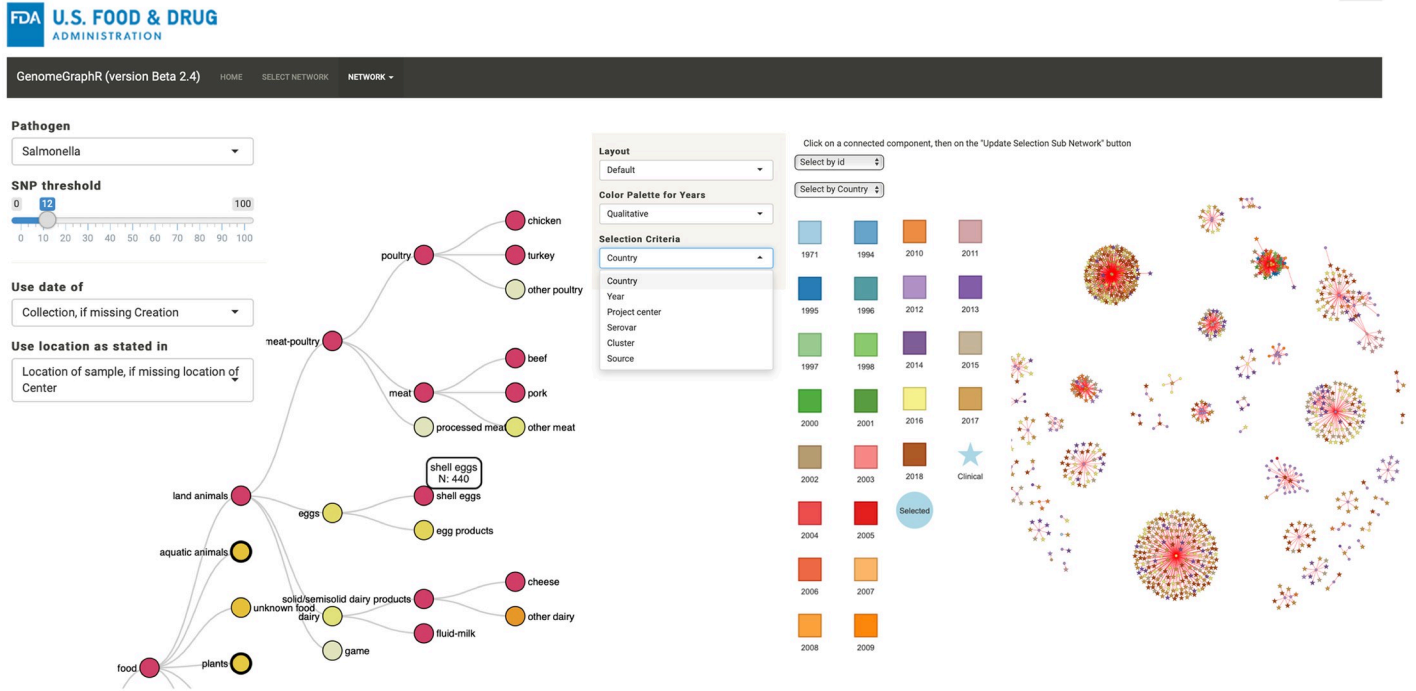 FDA U.S. FOOD & DRUG
ADMINISTRATION
GenomeGraphR (version Beta 2.4) HOME SELECT NETWORK NETWORK
Pathogen
Salmonella
SNP threshold
0 12 100
0 10 20 30 40 50 60 70 80 90 100
Use date of
Collection, if missing Creation
Use location as stated in
Location of sample, if missing location of
Center
chicken
poultry
turkey
other poultry
meat-poultry
beef
meat
pork
processed meat
other meat
shell eggs
N: 440
land animals
shell eggs
eggs
egg products
aquatic animals
cheese
solid/semisolid dairy products
unknown food
dairy
other dairy
fluid-milk
game
food
plants
Layout
Default
Color Palette for Years
Qualitative
Selection Criteria
Country
Country
Year
Project center
Serovar
Cluster
Source
Click on a connected component, then on the "Update Selection Sub Network" button
Select by id
Select by Country
1971 1994 2010 2011
1995 1996 2012 2013
1997 1998 2014 2015
2000 2001 2016 2017
2002 2003 2018 Clinical
2004 2005 Selected
2006 2007
2008 2009